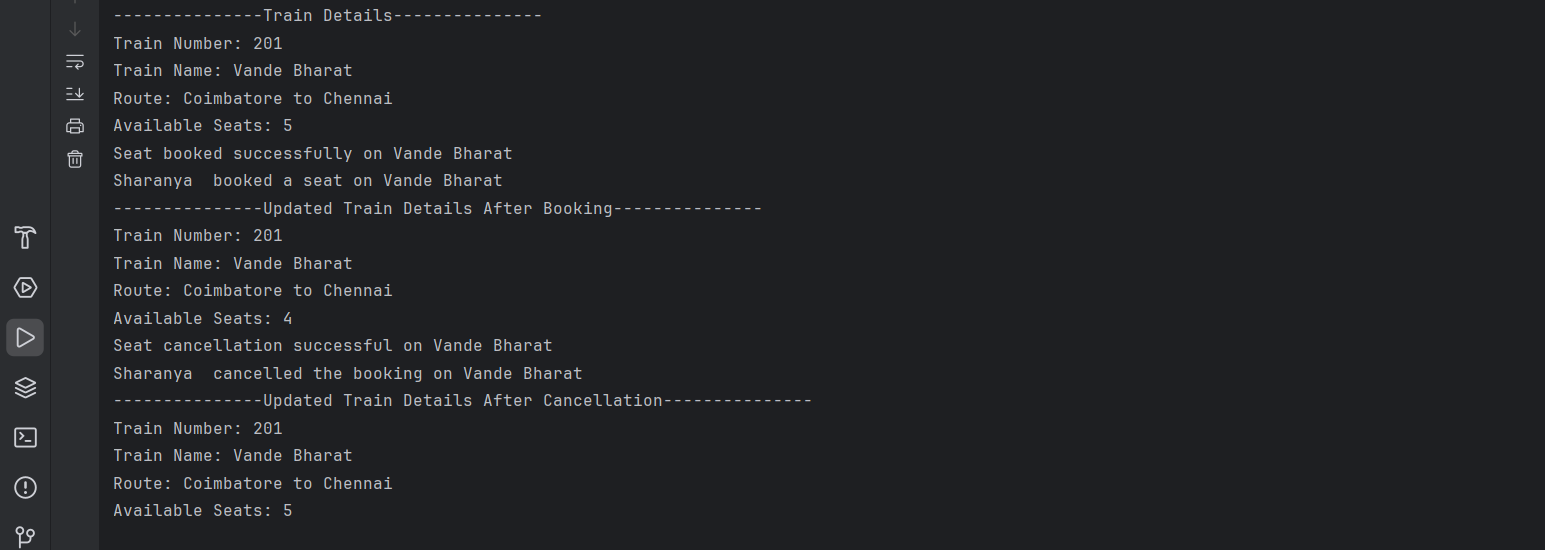 ---------------Train Details---------------
Train Number: 201
Train Name: Vande Bharat
Route: Coimbatore to Chennai
Available Seats: 5
Seat booked successfully on Vande Bharat
Sharanya  booked a seat on Vande Bharat
---------------Updated Train Details After Booking---------------
Train Number: 201
Train Name: Vande Bharat
Route: Coimbatore to Chennai
Available Seats: 4
Seat cancellation successful on Vande Bharat
Sharanya  cancelled the booking on Vande Bharat
---------------Updated Train Details After Cancellation---------------
Train Number: 201
Train Name: Vande Bharat
Route: Coimbatore to Chennai
Available Seats: 5